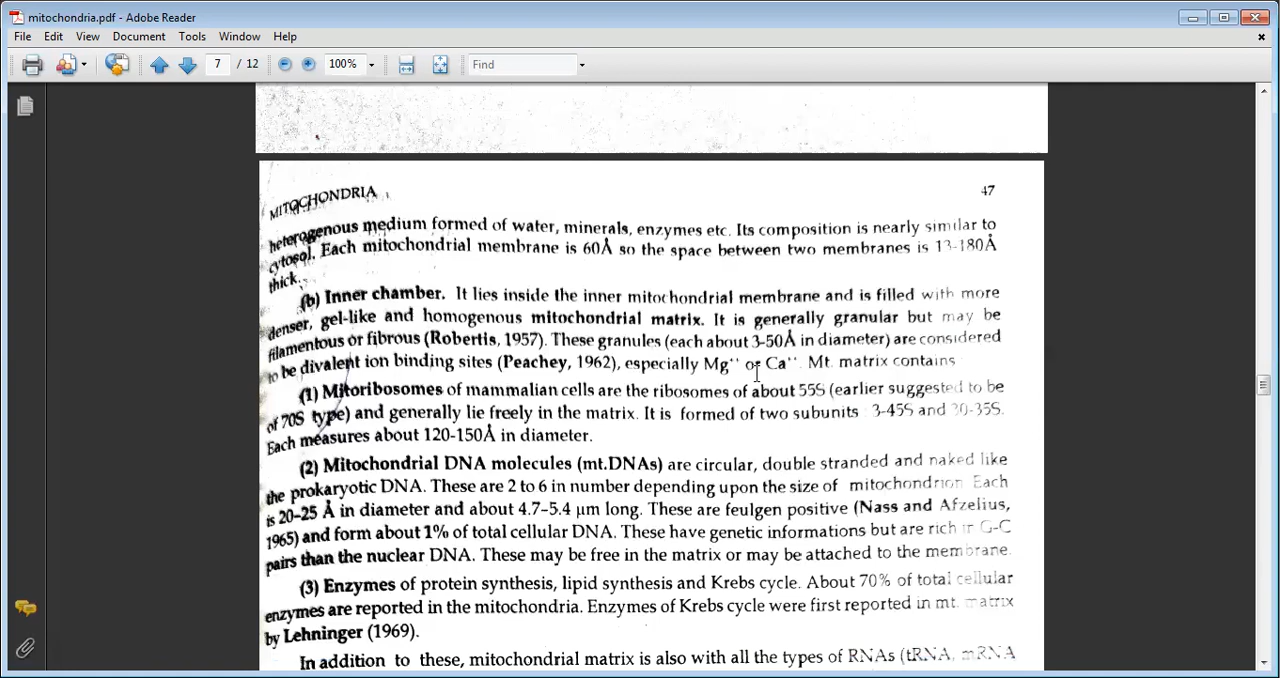 mitochondria.pdf - Adobe Reader
File Edit View Document Tools Window Help
7 / 12 100% Find
MITOCHONDRIA 47
heterogenous medium formed of water, minerals, enzymes etc. Its composition is nearly similar to
cytosol. Each mitochondrial membrane is 60Å so the space between two membranes is 13-180Å
thick.
(b) Inner chamber. It lies inside the inner mitochondrial membrane and is filled with more
denser, gel-like and homogenous mitochondrial matrix. It is generally granular but may be
filamentous or fibrous (Robertis, 1957). These granules (each about 3-50Å in diameter) are considered
to be divalent ion binding sites (Peachey, 1962), especially Mg++ or Ca++. Mt. matrix contains
(1) Mitoribosomes of mammalian cells are the ribosomes of about 55S (earlier suggested to be
of 70S type) and generally lie freely in the matrix. It is formed of two subunits : 3-45S and 30-35S.
Each measures about 120-150Å in diameter.
(2) Mitochondrial DNA molecules (mt.DNAs) are circular, double stranded and naked like
the prokaryotic DNA. These are 2 to 6 in number depending upon the size of mitochondrion. Each
is 20-25 Å in diameter and about 4.7-5.4 µm long. These are feulgen positive (Nass and Afzelius,
1965) and form about 1% of total cellular DNA. These have genetic informations but are rich in G-C
pairs than the nuclear DNA. These may be free in the matrix or may be attached to the membrane.
(3) Enzymes of protein synthesis, lipid synthesis and Krebs cycle. About 70% of total cellular
enzymes are reported in the mitochondria. Enzymes of Krebs cycle were first reported in mt. matrix
by Lehninger (1969).
In addition to these, mitochondrial matrix is also with all the types of RNAs (tRNA, mRNA